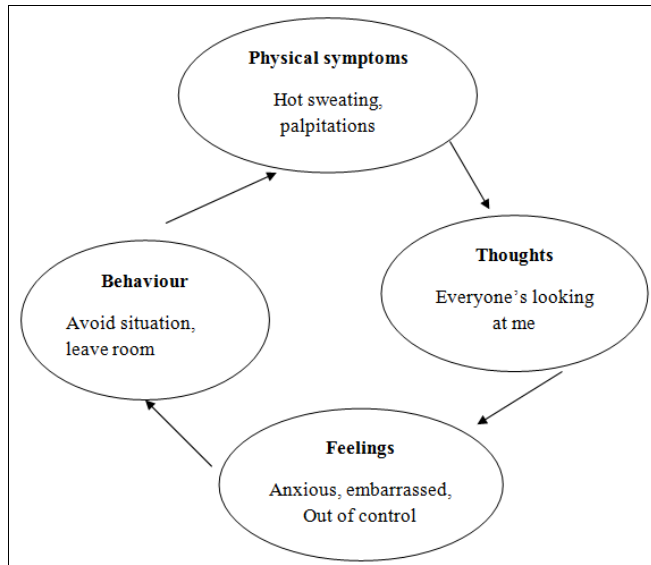 Physical symptoms
Hot sweating,
palpitations
Thoughts
Everyone’s looking
at me
Behaviour
Avoid situation,
leave room
Feelings
Anxious, embarrassed,
Out of control